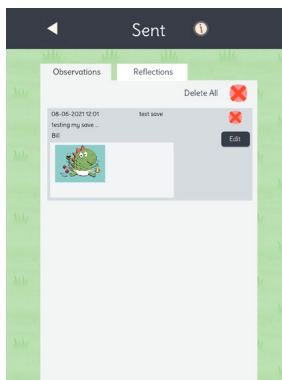 Sent
Observations Reflections
Delete All
08-06-2021 12:01 test save
testing my save ...
Bill
Edit